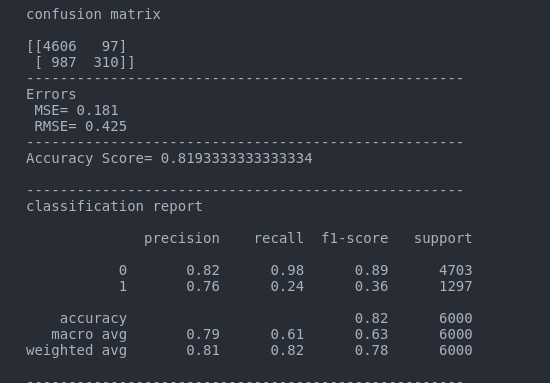 confusion matrix
[[4606   97]
 [ 987  310]]
----------------------------------------------------
Errors
 MSE= 0.181
 RMSE= 0.425
----------------------------------------------------
Accuracy Score= 0.8193333333333334
----------------------------------------------------
classification report
              precision    recall  f1-score   support
           0       0.82      0.98      0.89      4703
           1       0.76      0.24      0.36      1297
    accuracy                           0.82      6000
   macro avg       0.79      0.61      0.63      6000
weighted avg       0.81      0.82      0.78      6000
----------------------------------------------------